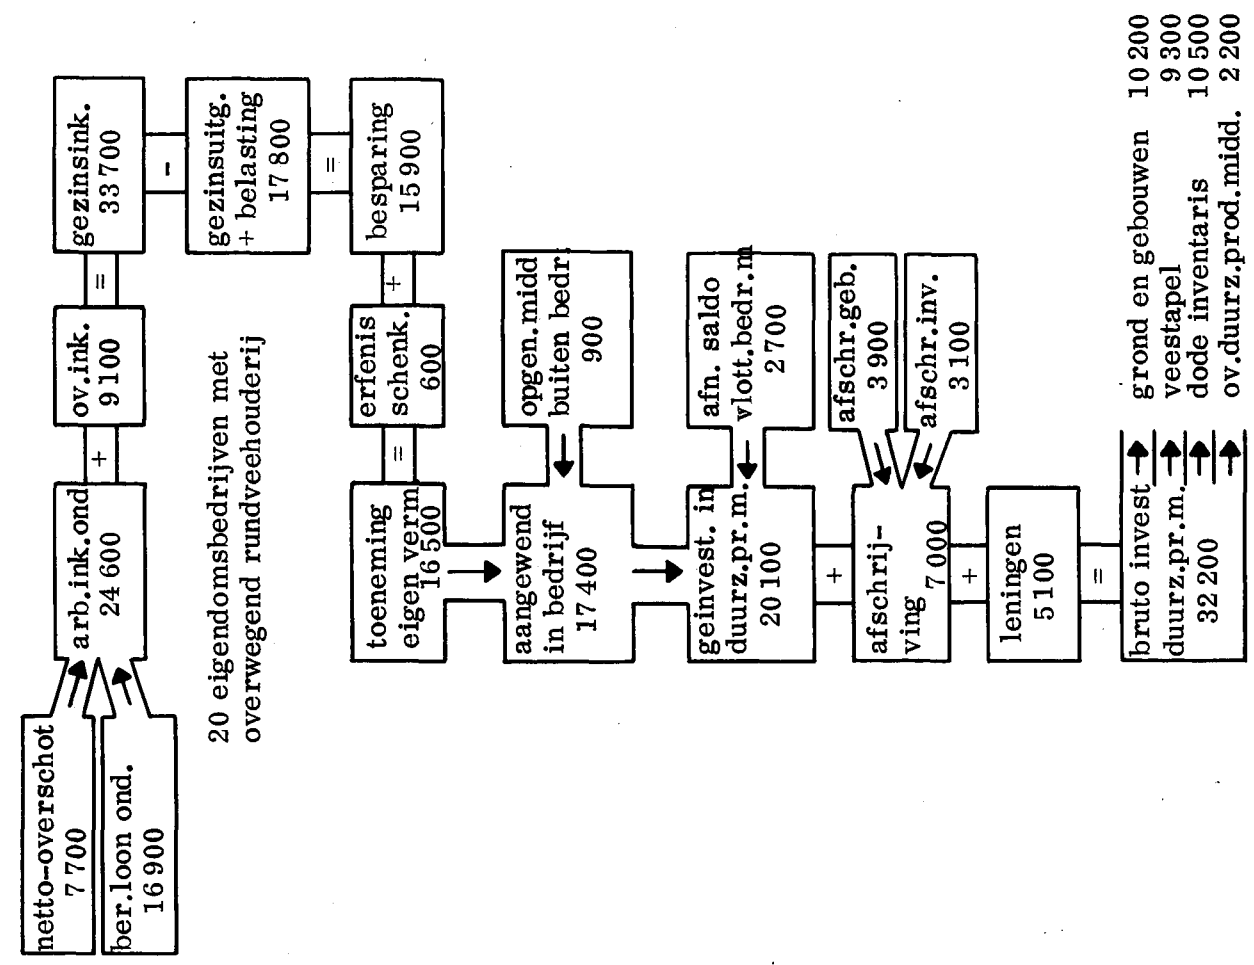 netto-overschot
7 700
ber.loon ond.
16 900
arb.ink.ond
24 600
+
ov.ink.
9 100
=
gezinsink.
33 700
-
gezinsuitg.
+ belasting
17 800
=
besparing
15 900
+
erfenis
schenk.
600
=
toeneming
eigen verm
16 500
20 eigendomsbedrijven met
overwegend rundveehouderij
opgen.midd
buiten bedr.
900
aangewend
in bedrijf
17 400
afn. saldo
vlott.bedr.m
2 700
geinvest. in
duurz.pr.m.
20 100
+
afschr.geb.
3 900
afschr.inv.
3 100
afschrij-
ving 7 000
+
leningen
5 100
=
bruto invest
duurz.pr.m.
32 200
grond en gebouwen 10 200
veestapel 9 300
dode inventaris 10 500
ov.duurz.prod.midd. 2 200